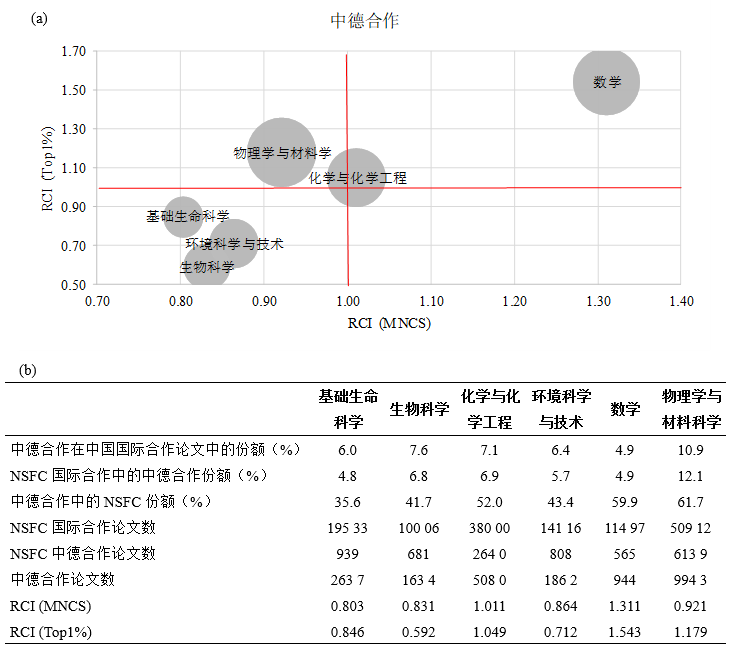 (a)
中德合作
RCI (Top1%)
1.70
1.50
1.30
1.10
0.90
0.70
0.50
数学
物理学与材料学
化学与化学工程
基础生命科学
环境科学与技术
生物科学
0.70 0.80 0.90 1.00 1.10 1.20 1.30 1.40
RCI (MNCS)
(b)
基础生命科学 生物科学 化学与化学工程 环境科学与技术 数学 物理学与材料科学
中德合作在中国国际合作论文中的份额（%） 6.0 7.6 7.1 6.4 4.9 10.9
NSFC 国际合作中的中德合作份额（%） 4.8 6.8 6.9 5.7 4.9 12.1
中德合作中的 NSFC 份额（%） 35.6 41.7 52.0 43.4 59.9 61.7
NSFC 国际合作论文数 195 33 100 06 380 00 141 16 114 97 509 12
NSFC 中德合作论文数 939 681 264 0 808 565 613 9
中德合作论文数 263 7 163 4 508 0 186 2 944 994 3
RCI (MNCS) 0.803 0.831 1.011 0.864 1.311 0.921
RCI (Top1%) 0.846 0.592 1.049 0.712 1.543 1.179